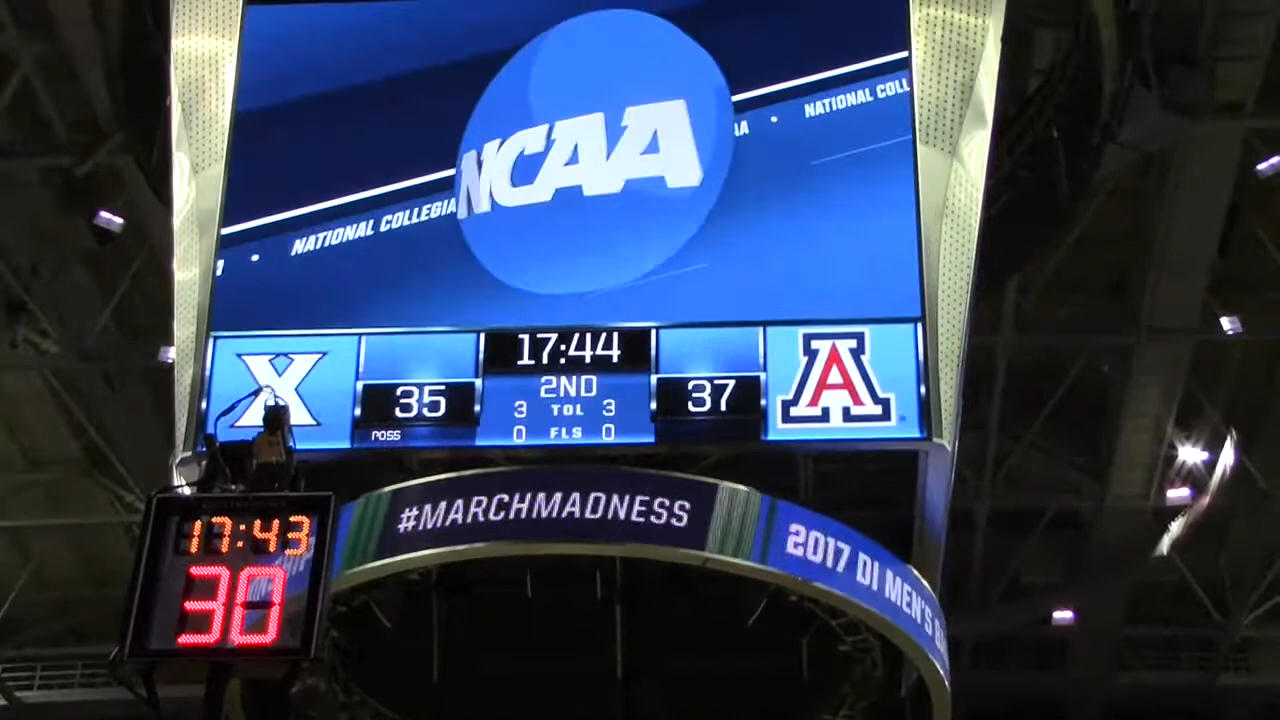 NCAA
NATIONAL COLL
AA •
NATIONAL COLLEGIA
•
X
17:44
A
2ND
35
37
3 TOL 3
POSS
0 FLS 0
#MARCHMADNESS
2017 DI MEN'S
17:43
30